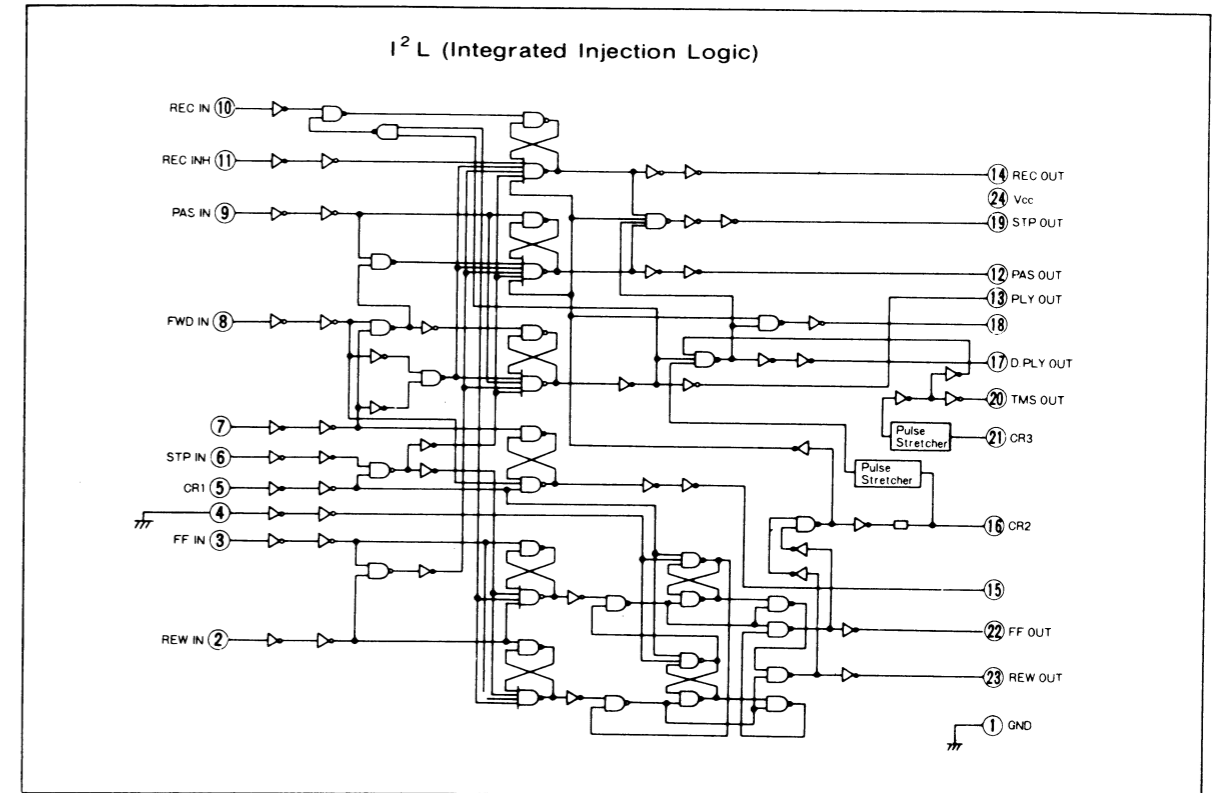 I² L (Integrated Injection Logic)
REC IN 10
REC INH 11
PAS IN 9
FWD IN 8
7
STP IN 6
CR1 5
4
FF IN 3
REW IN 2
14 REC OUT
24 Vcc
19 STP OUT
12 PAS OUT
13 PLY OUT
18
17 D.PLY OUT
20 TMS OUT
Pulse Stretcher
21 CR3
Pulse Stretcher
16 CR2
15
22 FF OUT
23 REW OUT
1 GND